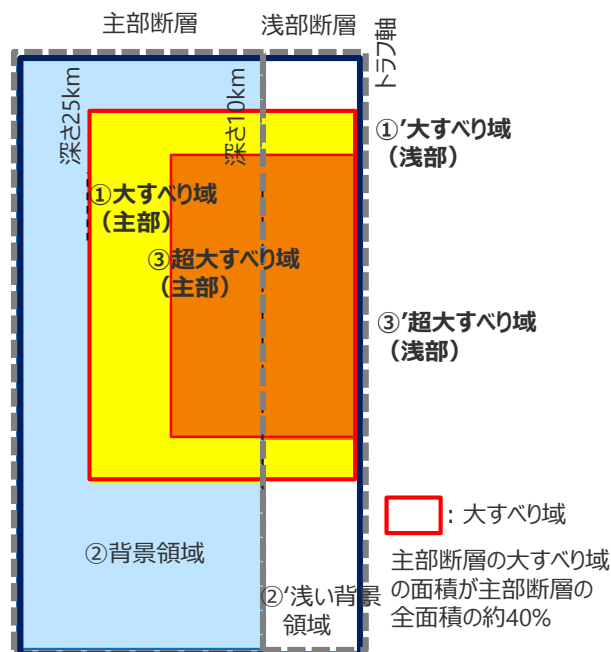 主部断層
浅部断層
トラフ軸
深さ25km
深さ10km
①’大すべり域
（浅部）
①大すべり域
（主部）
③超大すべり域
（主部）
③’超大すべり域
（浅部）
：大すべり域
②背景領域
主部断層の大すべり域
の面積が主部断層の
全面積の約40%
②‘浅い背景
領域